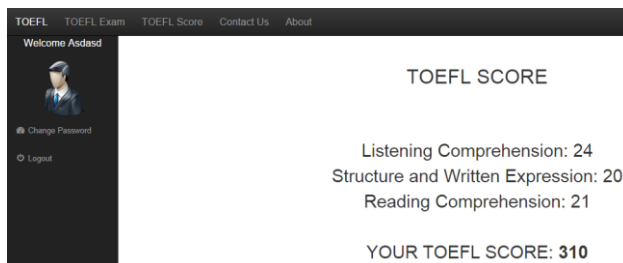 TOEFL TOEFL Exam TOEFL Score Contact Us About
Welcome Asdasd
Change Password
Logout
TOEFL SCORE
Listening Comprehension: 24
Structure and Written Expression: 20
Reading Comprehension: 21
YOUR TOEFL SCORE: 310